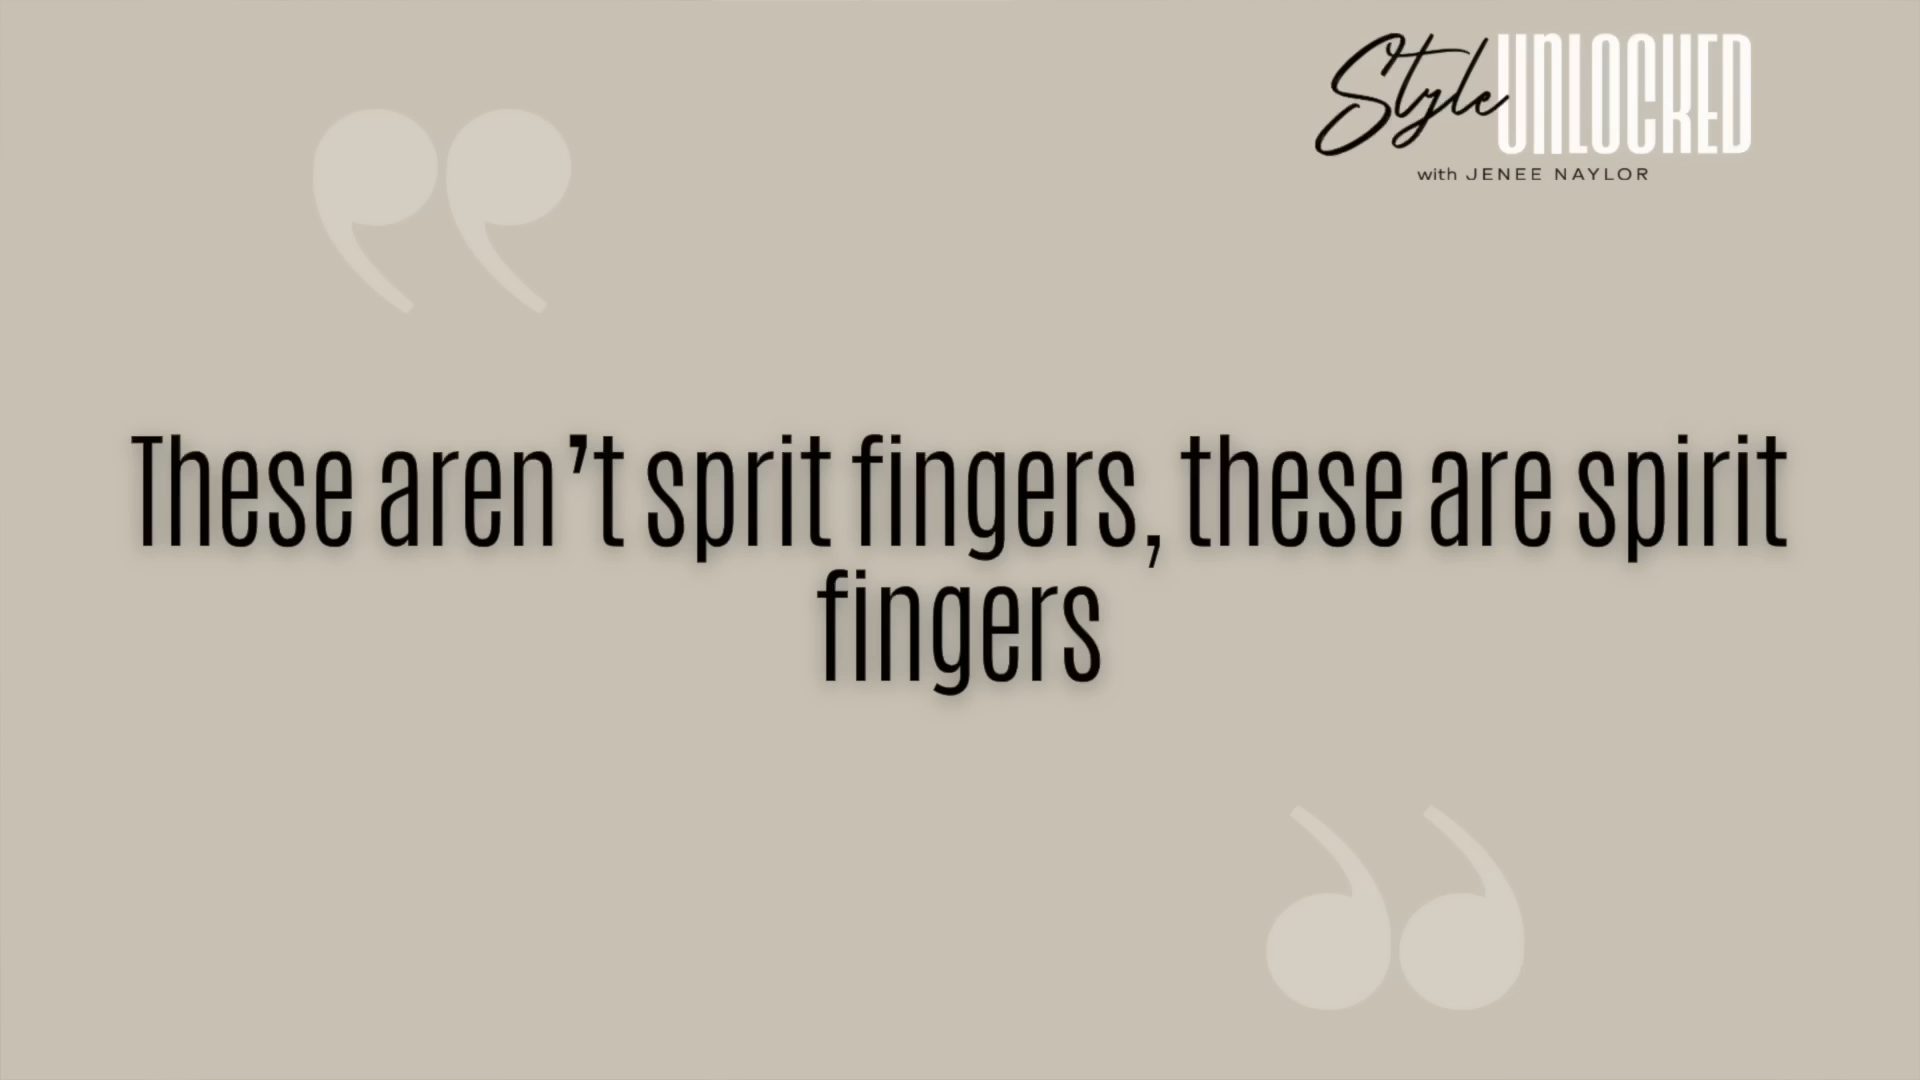 Style UNLOCKED
with JENEE NAYLOR
These aren’t sprit fingers, these are spirit
fingers